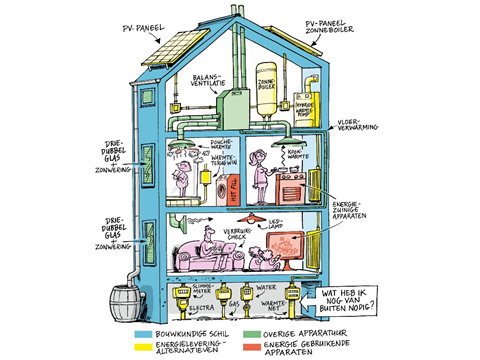 PV-PANEEL
PV-PANEEL
ZONNEBOILER
BALANS-
VENTILATIE
ZONNE
BOILER
HYBRIDE
WARMTE
POMP
VLOER-
VERWARMING
DRIE-
DUBBEL
GLAS
+
ZONWERING
DOUCHE-
WARMTE
WARMTE-
TERUGWIN
HOT FILL
KOOK-
WARMTE
ENERGIE-
ZUINIGE
APPARATEN
DRIE-
DUBBEL
GLAS
+
ZONWERING
VERBRUIKS-
CHECK
LED-
LAMP
SLIMME-
METER
ELECTRA
GAS
WATER
WARMTE-
NET
WAT HEB IK
NOG VAN
BUITEN NODIG?
BOUWKUNDIGE SCHIL
ENERGIELEVERING-
ALTERNATIEVEN
OVERIGE APPARATUUR
ENERGIE GEBRUIKENDE
APPARATEN